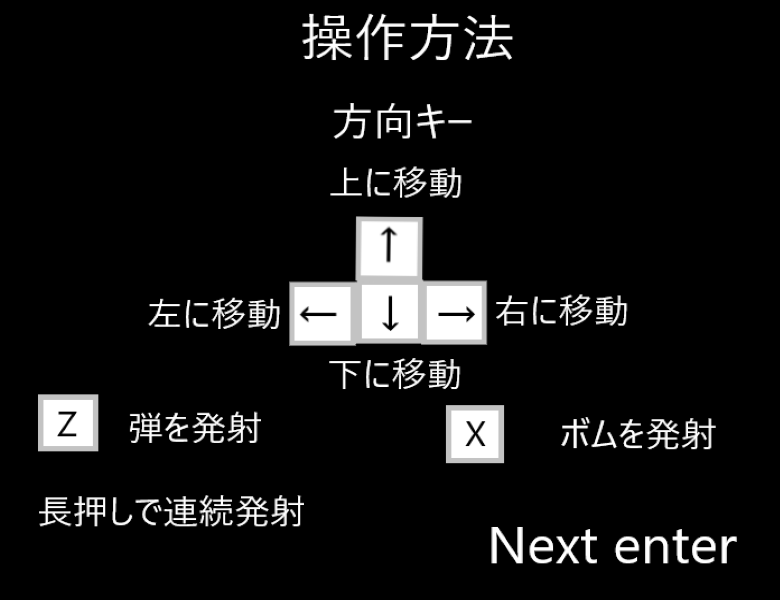 操作方法
方向キー
上に移動
↑
左に移動 ← ↓ → 右に移動
下に移動
Z 弾を発射
X ボムを発射
長押しで連続発射
Next enter